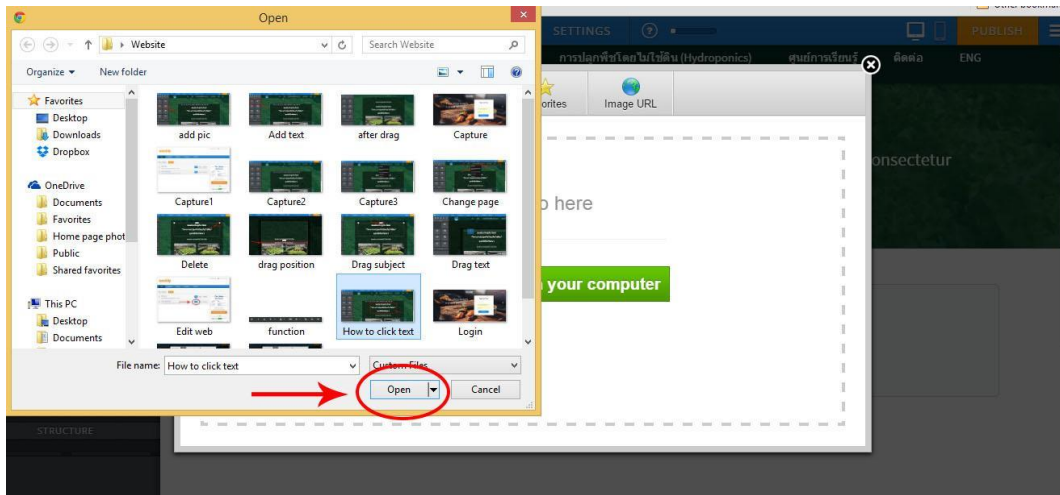 Open
Website
Search Website
Organize
New folder
Favorites
Desktop
Downloads
Dropbox
OneDrive
Documents
Favorites
Home page phot
Public
Shared favorites
This PC
Desktop
Documents
add pic
Add text
after drag
Capture
Capture1
Capture2
Capture3
Change page
Delete
drag position
Drag subject
Drag text
Edit web
function
How to click text
Login
File name:
How to click text
Custom Files
Open
Cancel
SETTINGS
PUBLISH
การปลูกพืชโดยไม่ใช้ดิน (Hydroponics)
ศูนย์การเรียนรู้
ติดต่อ
ENG
orites
Image URL
onsectetur
here
your computer
STRUCTURE